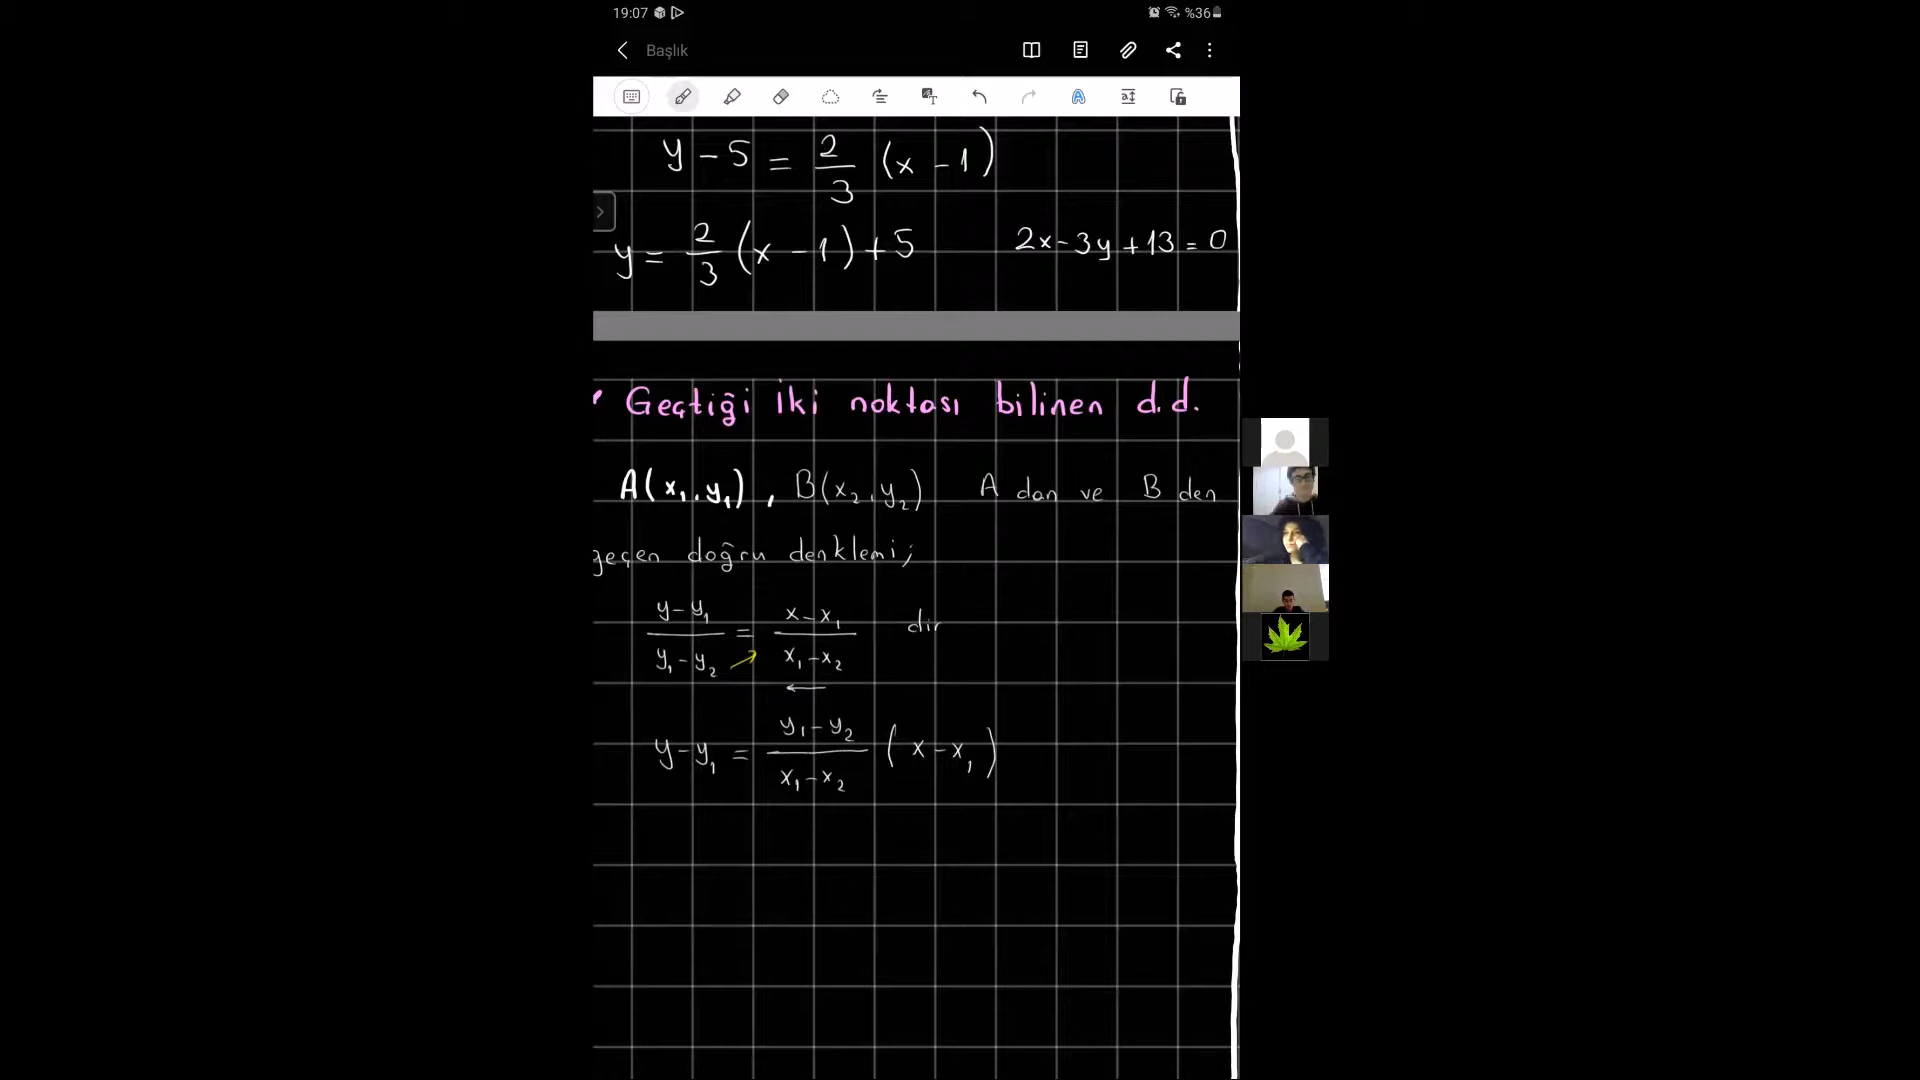 19:07 %36
Başlık
y - 5 = 2/3 (x - 1)
y = 2/3 (x - 1) + 5 2x - 3y + 13 = 0
Geçtiği iki noktası bilinen d.d.
A(x₁, y₁), B(x₂, y₂) A dan ve B den
geçen doğru denklemi;
(y - y₁)/(y₁ - y₂) = (x - x₁)/(x₁ - x₂) dir
y - y₁ = (y₁ - y₂)/(x₁ - x₂) (x - x₁)